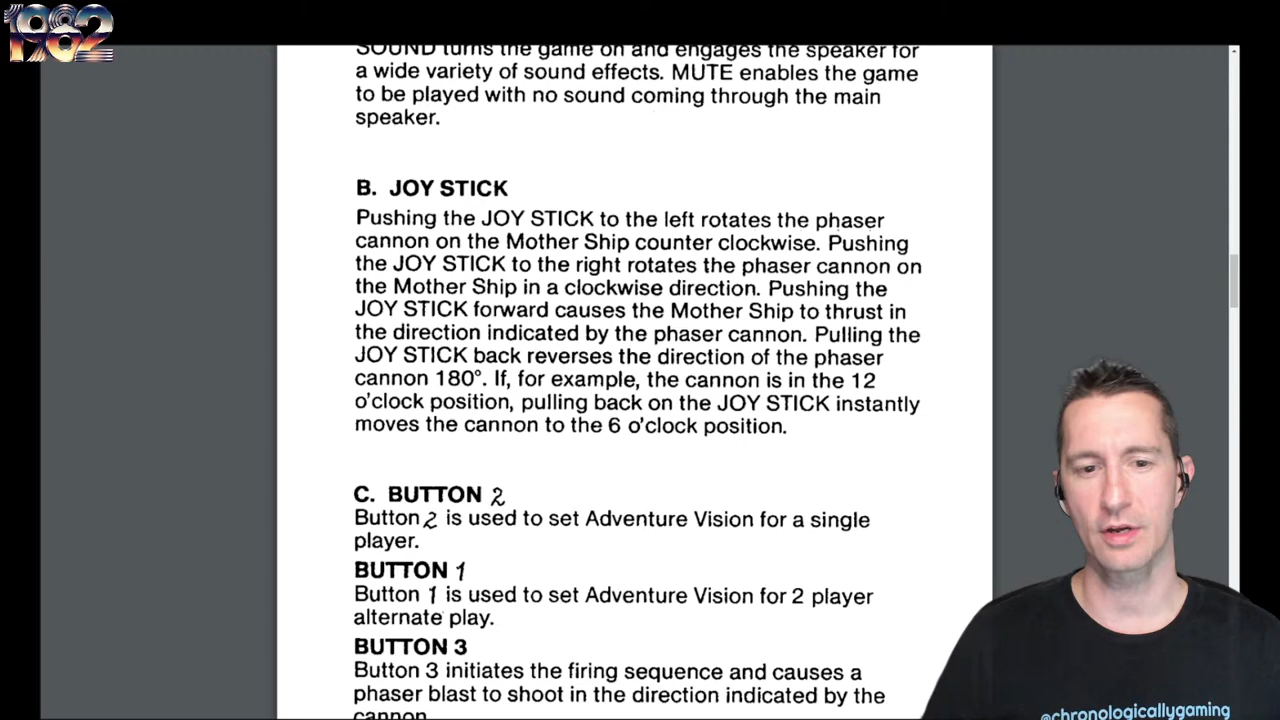 1982
SOUND turns the game on and engages the speaker for
a wide variety of sound effects. MUTE enables the game
to be played with no sound coming through the main
speaker.
B. JOY STICK
Pushing the JOY STICK to the left rotates the phaser
cannon on the Mother Ship counter clockwise. Pushing
the JOY STICK to the right rotates the phaser cannon on
the Mother Ship in a clockwise direction. Pushing the
JOY STICK forward causes the Mother Ship to thrust in
the direction indicated by the phaser cannon. Pulling the
JOY STICK back reverses the direction of the phaser
cannon 180°. If, for example, the cannon is in the 12
o'clock position, pulling back on the JOY STICK instantly
moves the cannon to the 6 o'clock position.
C. BUTTON 2
Button 2 is used to set Adventure Vision for a single
player.
BUTTON 1
Button 1 is used to set Adventure Vision for 2 player
alternate play.
BUTTON 3
Button 3 initiates the firing sequence and causes a
phaser blast to shoot in the direction indicated by the
cannon
@chronologicallygaming